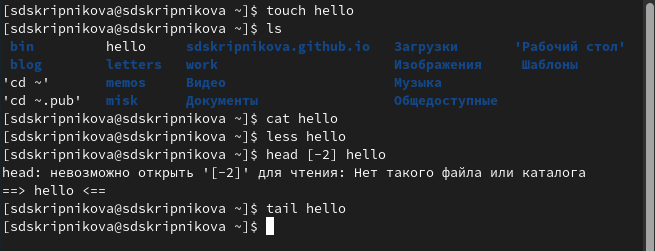 [sdskripnikova@sdskripnikova ~]$ touch hello
[sdskripnikova@sdskripnikova ~]$ ls
 bin         hello     sdskripnikova.github.io   Загрузки       'Рабочий стол'
 blog        letters   work                      Изображения     Шаблоны
'cd ~'       memos     Видео                     Музыка
'cd ~.pub'   misk      Документы                 Общедоступные
[sdskripnikova@sdskripnikova ~]$ cat hello
[sdskripnikova@sdskripnikova ~]$ less hello
[sdskripnikova@sdskripnikova ~]$ head [-2] hello
head: невозможно открыть '[-2]' для чтения: Нет такого файла или каталога
==> hello <==
[sdskripnikova@sdskripnikova ~]$ tail hello
[sdskripnikova@sdskripnikova ~]$